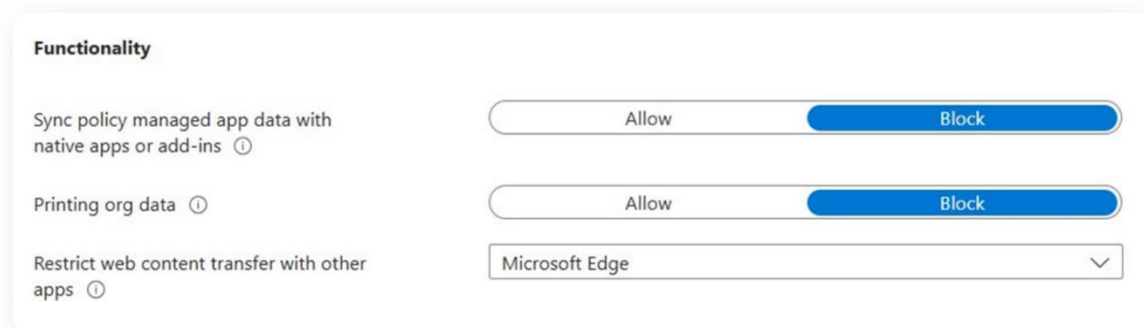 Functionality
Sync policy managed app data with
native apps or add-ins
Allow
Block
Printing org data
Allow
Block
Restrict web content transfer with other
apps
Microsoft Edge